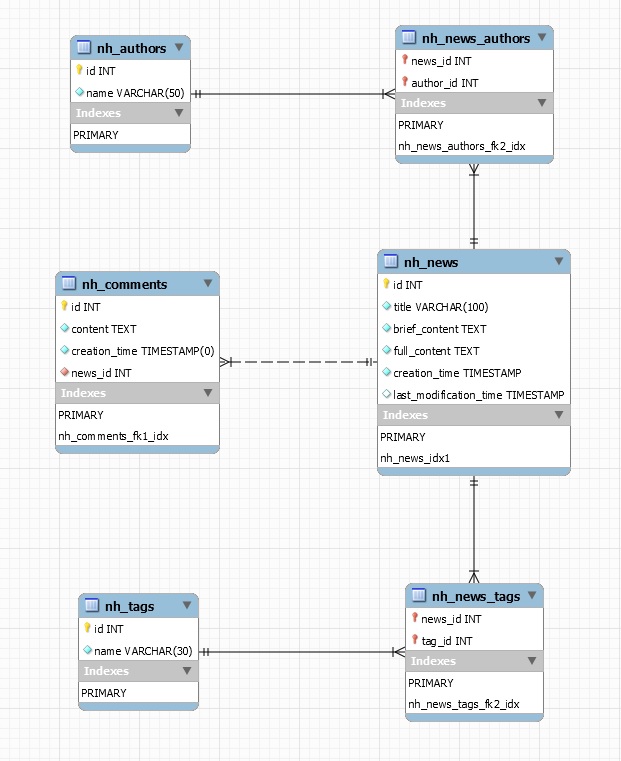 nh_authors
id INT
name VARCHAR(50)
Indexes
PRIMARY
nh_news_authors
news_id INT
author_id INT
Indexes
PRIMARY
nh_news_authors_fk2_idx
nh_comments
id INT
content TEXT
creation_time TIMESTAMP(0)
news_id INT
Indexes
PRIMARY
nh_comments_fk1_idx
nh_news
id INT
title VARCHAR(100)
brief_content TEXT
full_content TEXT
creation_time TIMESTAMP
last_modification_time TIMESTAMP
Indexes
PRIMARY
nh_news_idx1
nh_tags
id INT
name VARCHAR(30)
Indexes
PRIMARY
nh_news_tags
news_id INT
tag_id INT
Indexes
PRIMARY
nh_news_tags_fk2_idx